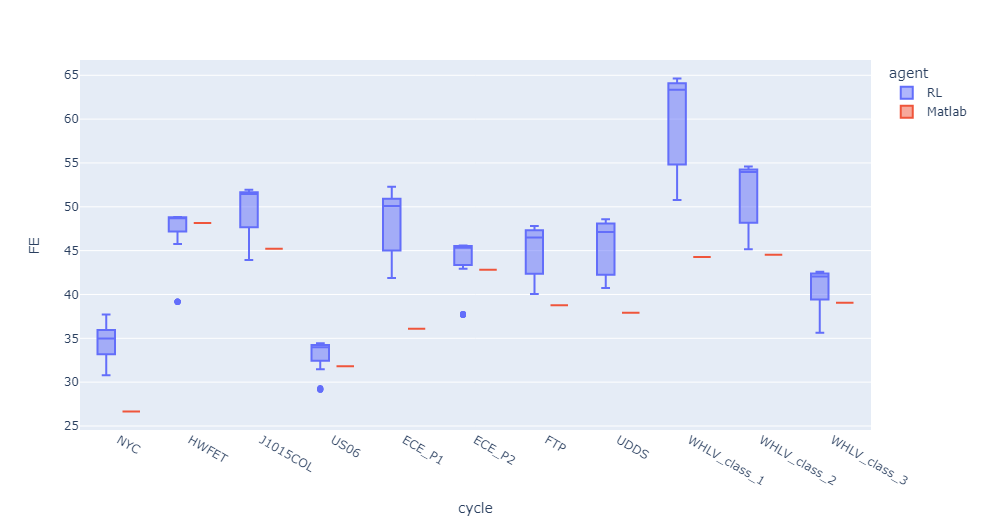 agent
RL
Matlab
65
60
55
50
45
40
35
30
25
FE
NYC
HWFET
J1015COL
US06
ECE_P1
ECE_P2
FTP
UDDS
WHLV_class_1
WHLV_class_2
WHLV_class_3
cycle